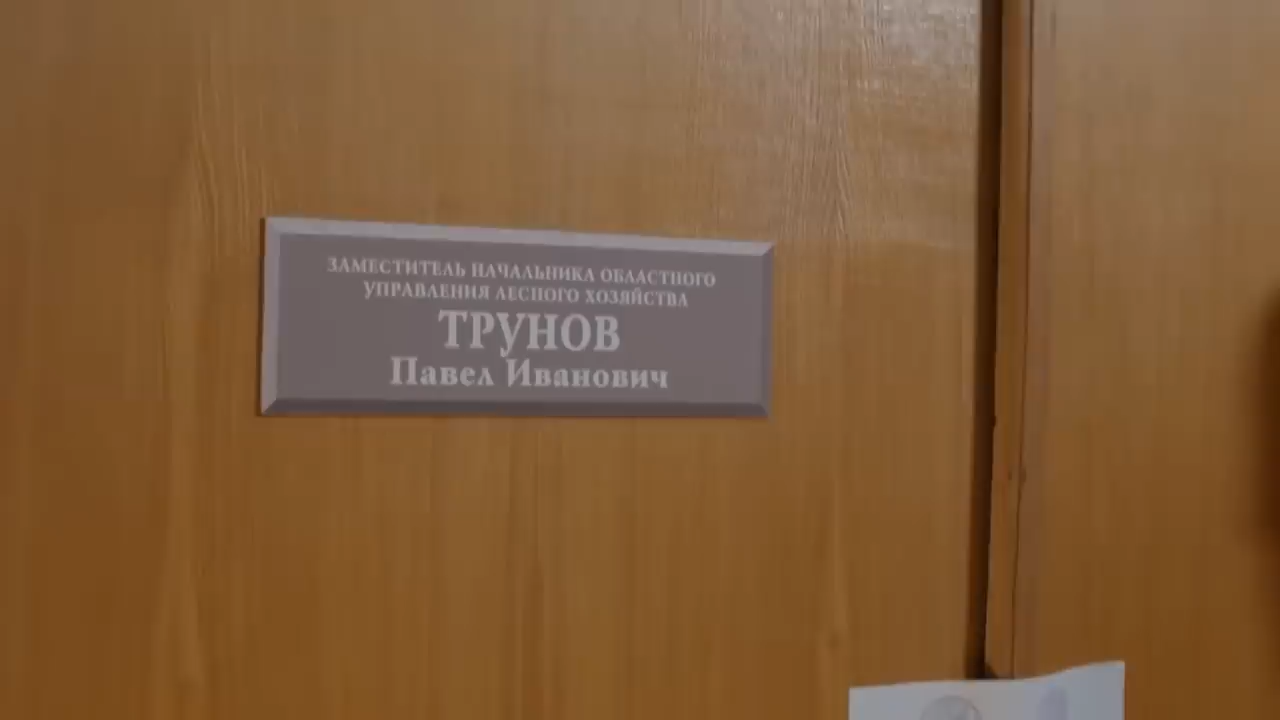 ЗАМЕСТИТЕЛЬ НАЧАЛЬНИКА ОБЛАСТНОГО
УПРАВЛЕНИЯ ЛЕСНОГО ХОЗЯЙСТВА
ТРУНОВ
Павел Иванович